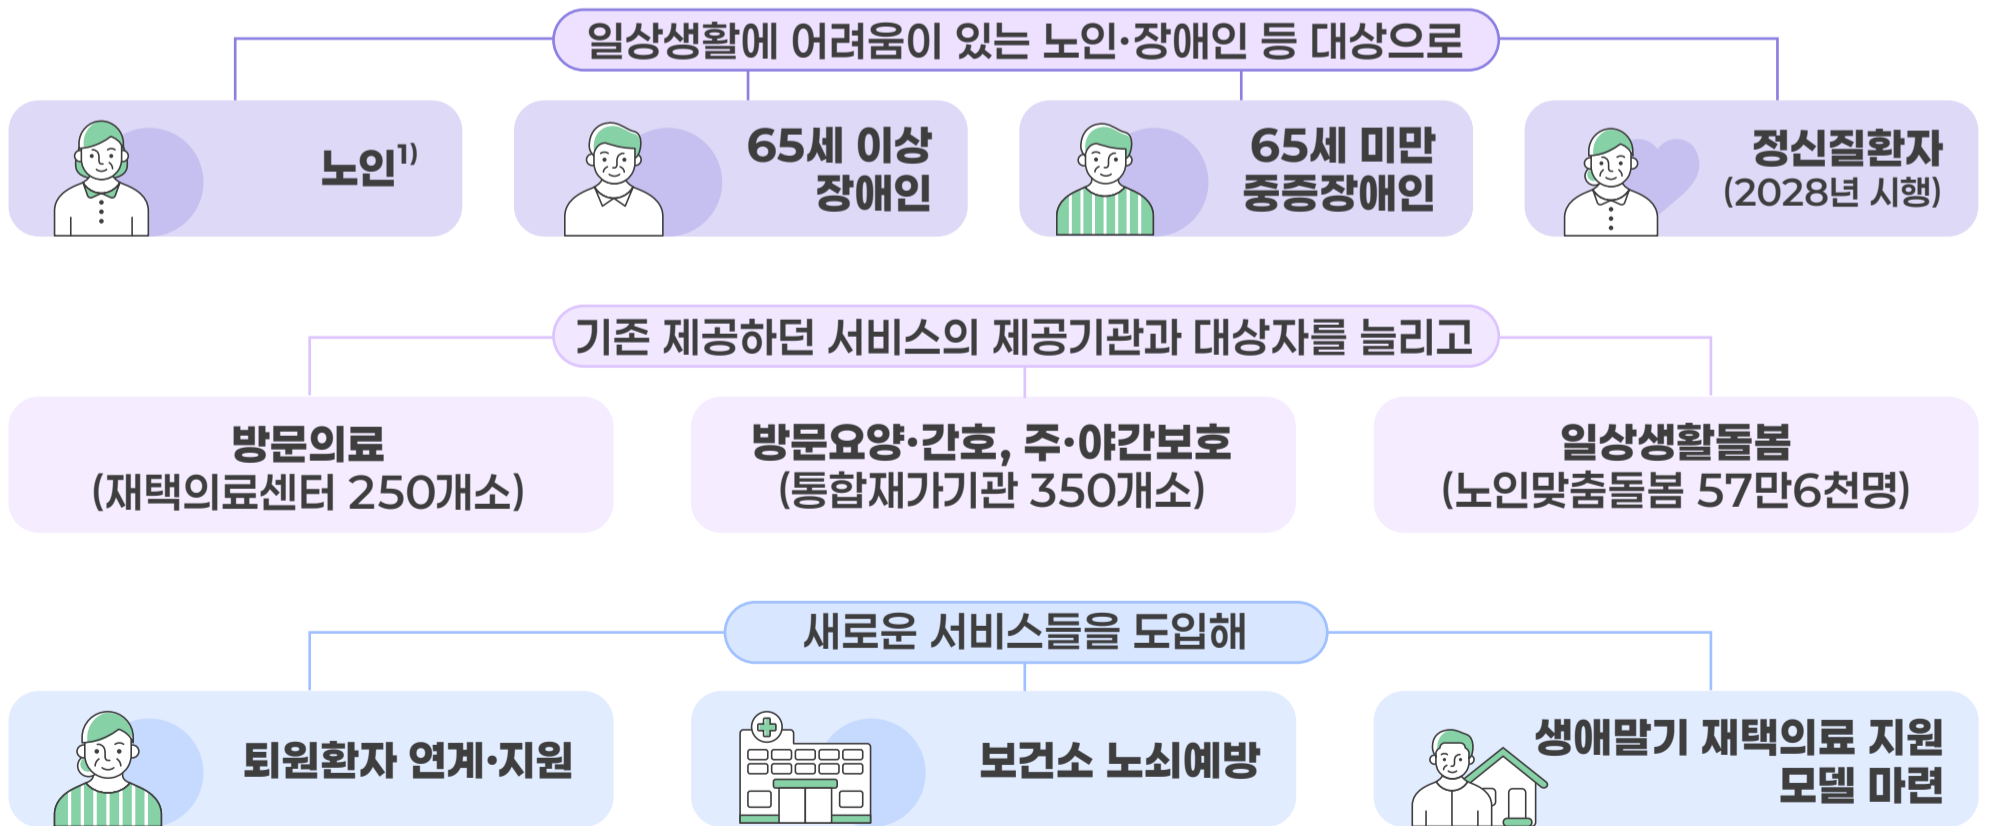 일상생활에 어려움이 있는 노인·장애인 등 대상으로
노인1)
65세 이상
장애인
65세 미만
중증장애인
정신질환자
(2028년 시행)
기존 제공하던 서비스의 제공기관과 대상자를 늘리고
방문의료
(재택의료센터 250개소)
방문요양·간호, 주·야간보호
(통합재가기관 350개소)
일상생활돌봄
(노인맞춤돌봄 57만6천명)
새로운 서비스들을 도입해
퇴원환자 연계·지원
보건소 노쇠예방
생애말기 재택의료 지원
모델 마련